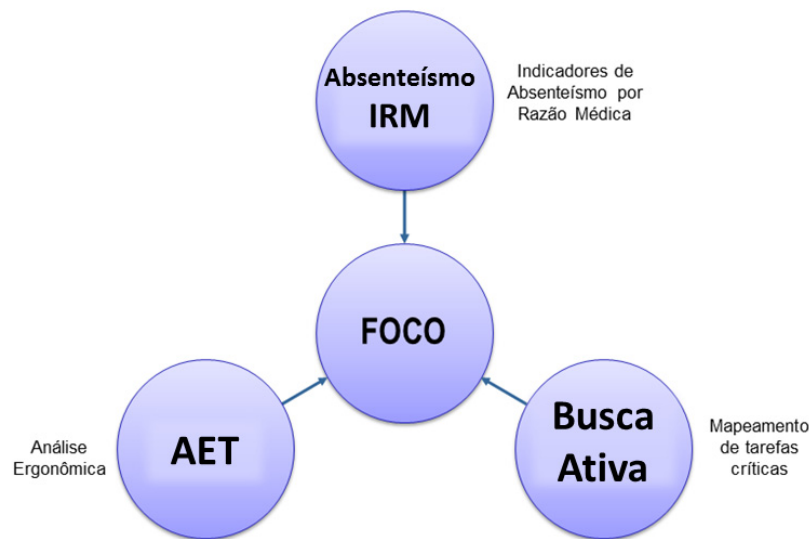 Absenteísmo
IRM
Indicadores de
Absenteísmo por
Razão Médica
FOCO
Análise
Ergonômica
AET
Busca
Ativa
Mapeamento
de tarefas
críticas